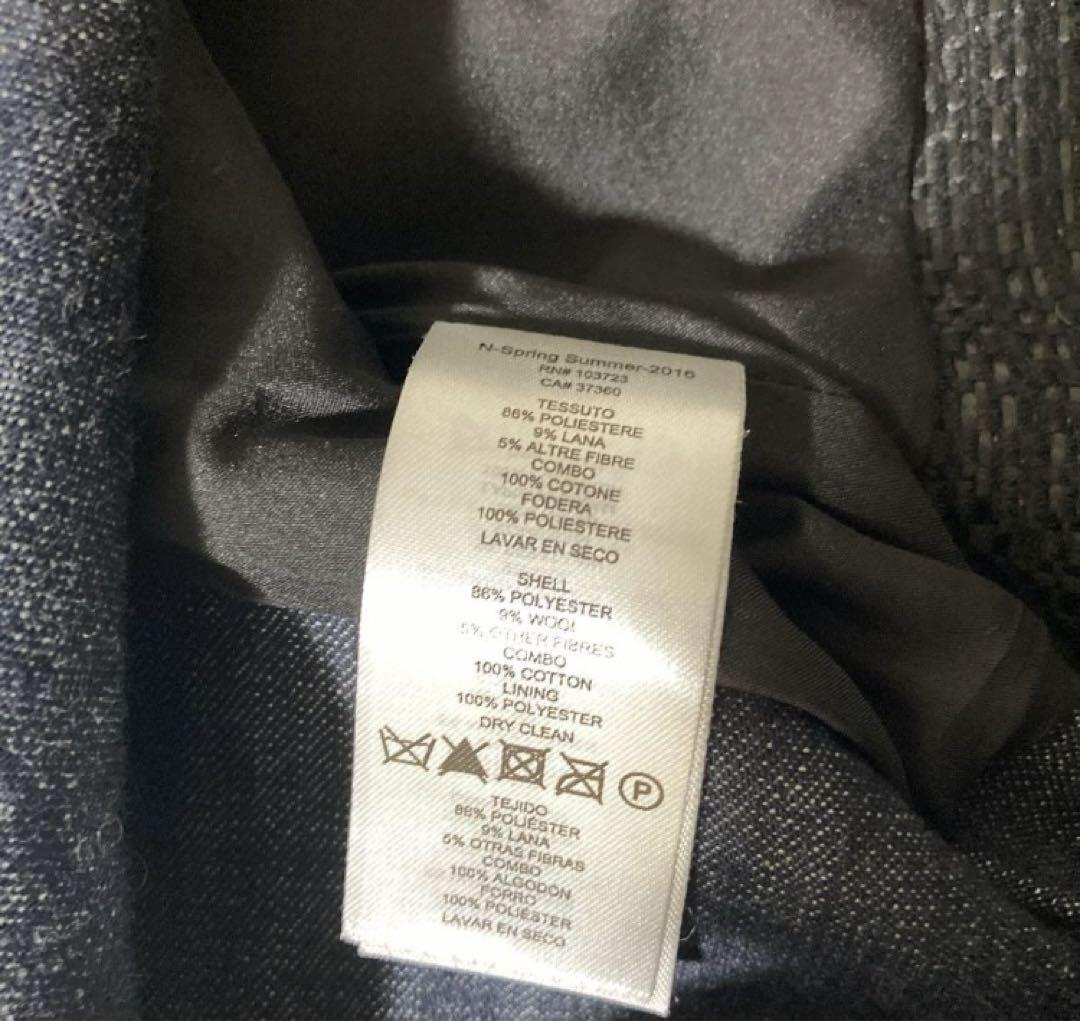 N-Spring Summer-2016
RN# 103723
CA# 37360
TESSUTO
86% POLIESTERE
9% LANA
5% ALTRE FIBRE
COMBO
100% COTONE
FODERA
100% POLIESTERE
LAVAR EN SECO
SHELL
86% POLYESTER
9% WOOL
5% OTHER FIBRES
COMBO
100% COTTON
LINING
100% POLYESTER
DRY CLEAN
P
TEJIDO
86% POLIÉSTER
9% LANA
5% OTRAS FIBRAS
COMBO
100% ALGODÓN
FORRO
100% POLIÉSTER
LAVAR EN SECO